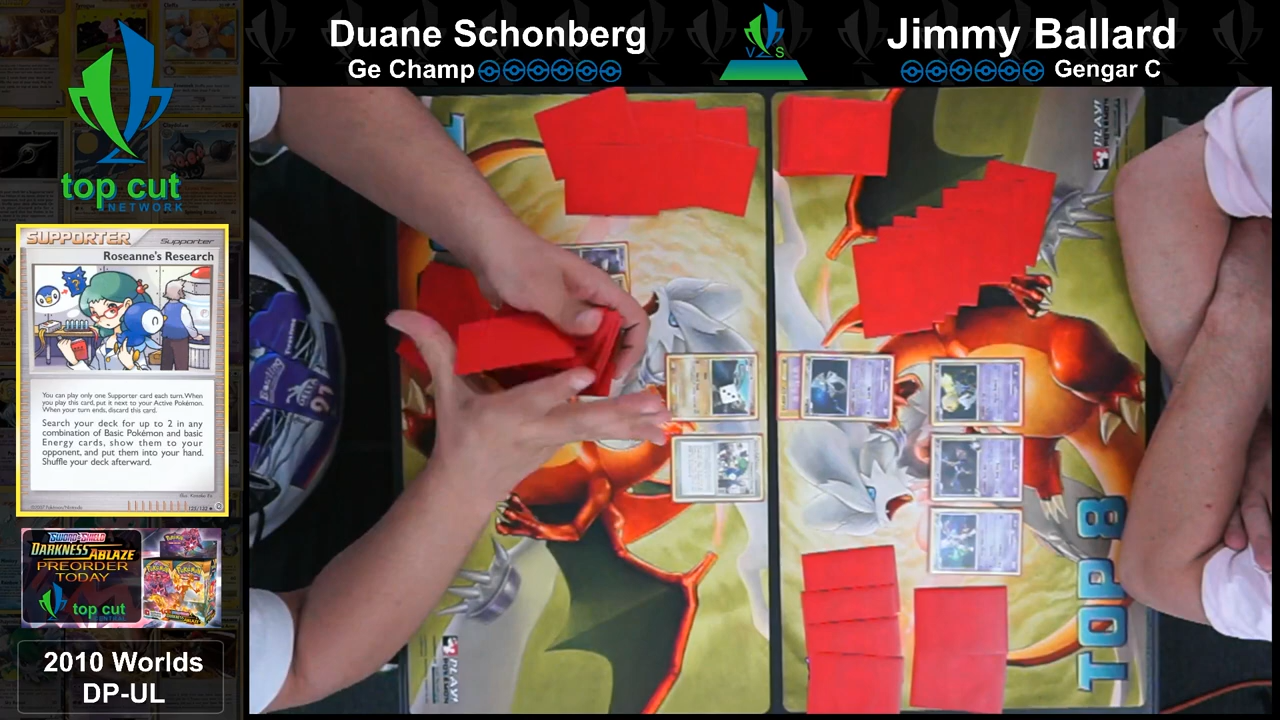 Duane Schonberg
Ge Champ
V S
Jimmy Ballard
Gengar C
top cut
NETWORK
SUPPORTER
Supporter
Roseanne's Research
You can play only one Supporter card each turn. When
you play this card, put it next to your Active Pokémon.
When your turn ends, discard this card.
Search your deck for up to 2 in any
combination of Basic Pokémon and basic
Energy cards, show them to your
opponent, and put them into your hand.
Shuffle your deck afterward.
125/132
SWORD & SHIELD
DARKNESS ABLAZE
PREORDER
TODAY
top cut
CENTRAL
2010 Worlds
DP-UL
PLAY!
TOP 8
PLAY!